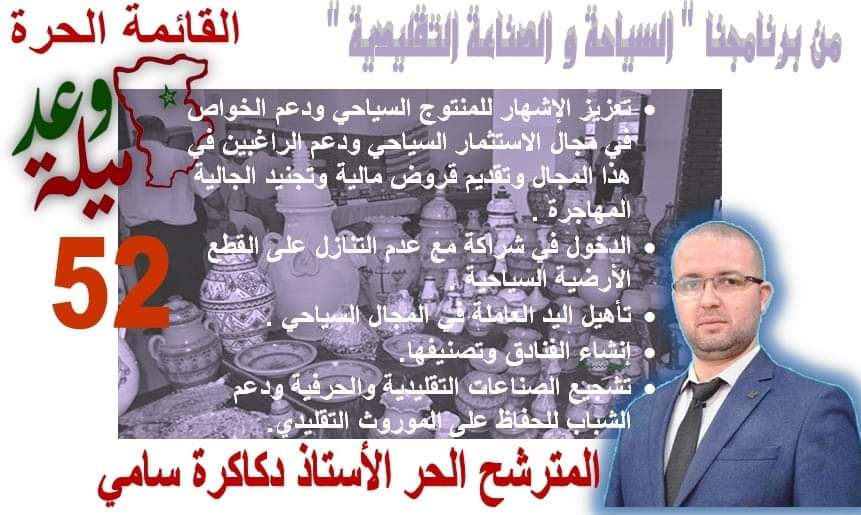 القائمة الحرة
من برنامجنا " السياحة و الصناعة التقليدية "
وعد
ميلة
52
• تعزيز الإشهار للمنتوج السياحي ودعم الخواص
في مجال الاستثمار السياحي ودعم الراغبين في
هذا المجال وتقديم قروض مالية وتجنيد الجالية
المهاجرة .
• الدخول في شراكة مع عدم التنازل على القطع
الأرضية السياحية .
• تأهيل اليد العاملة في المجال السياحي .
• إنشاء الفنادق وتصنيفها.
• تشجيع الصناعات التقليدية والحرفية ودعم
الشباب للحفاظ على الموروث التقليدي.
المترشح الحر الأستاذ دكاكرة سامي